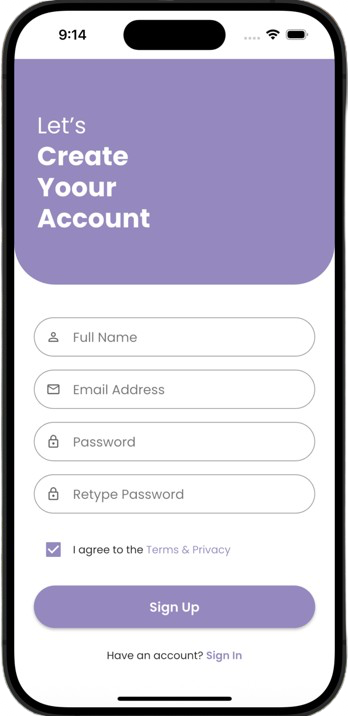 9:14
Let’s
Create
Yoour
Account
Full Name
Email Address
Password
Retype Password
I agree to the Terms & Privacy
Sign Up
Have an account? Sign In